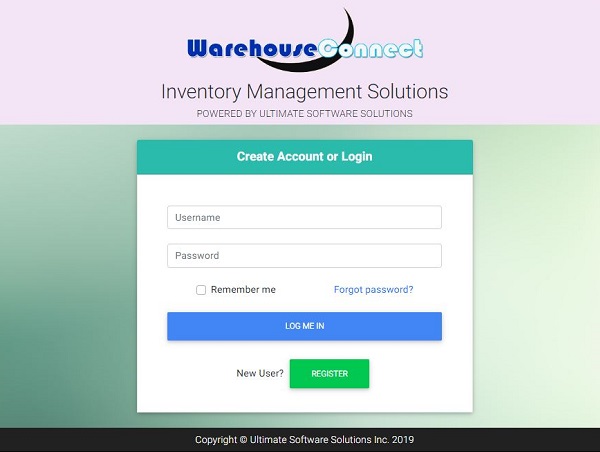 WarehouseConnect
Inventory Management Solutions
POWERED BY ULTIMATE SOFTWARE SOLUTIONS
Create Account or Login
Username
Password
Remember me Forgot password?
LOG ME IN
New User? REGISTER
Copyright © Ultimate Software Solutions Inc. 2019